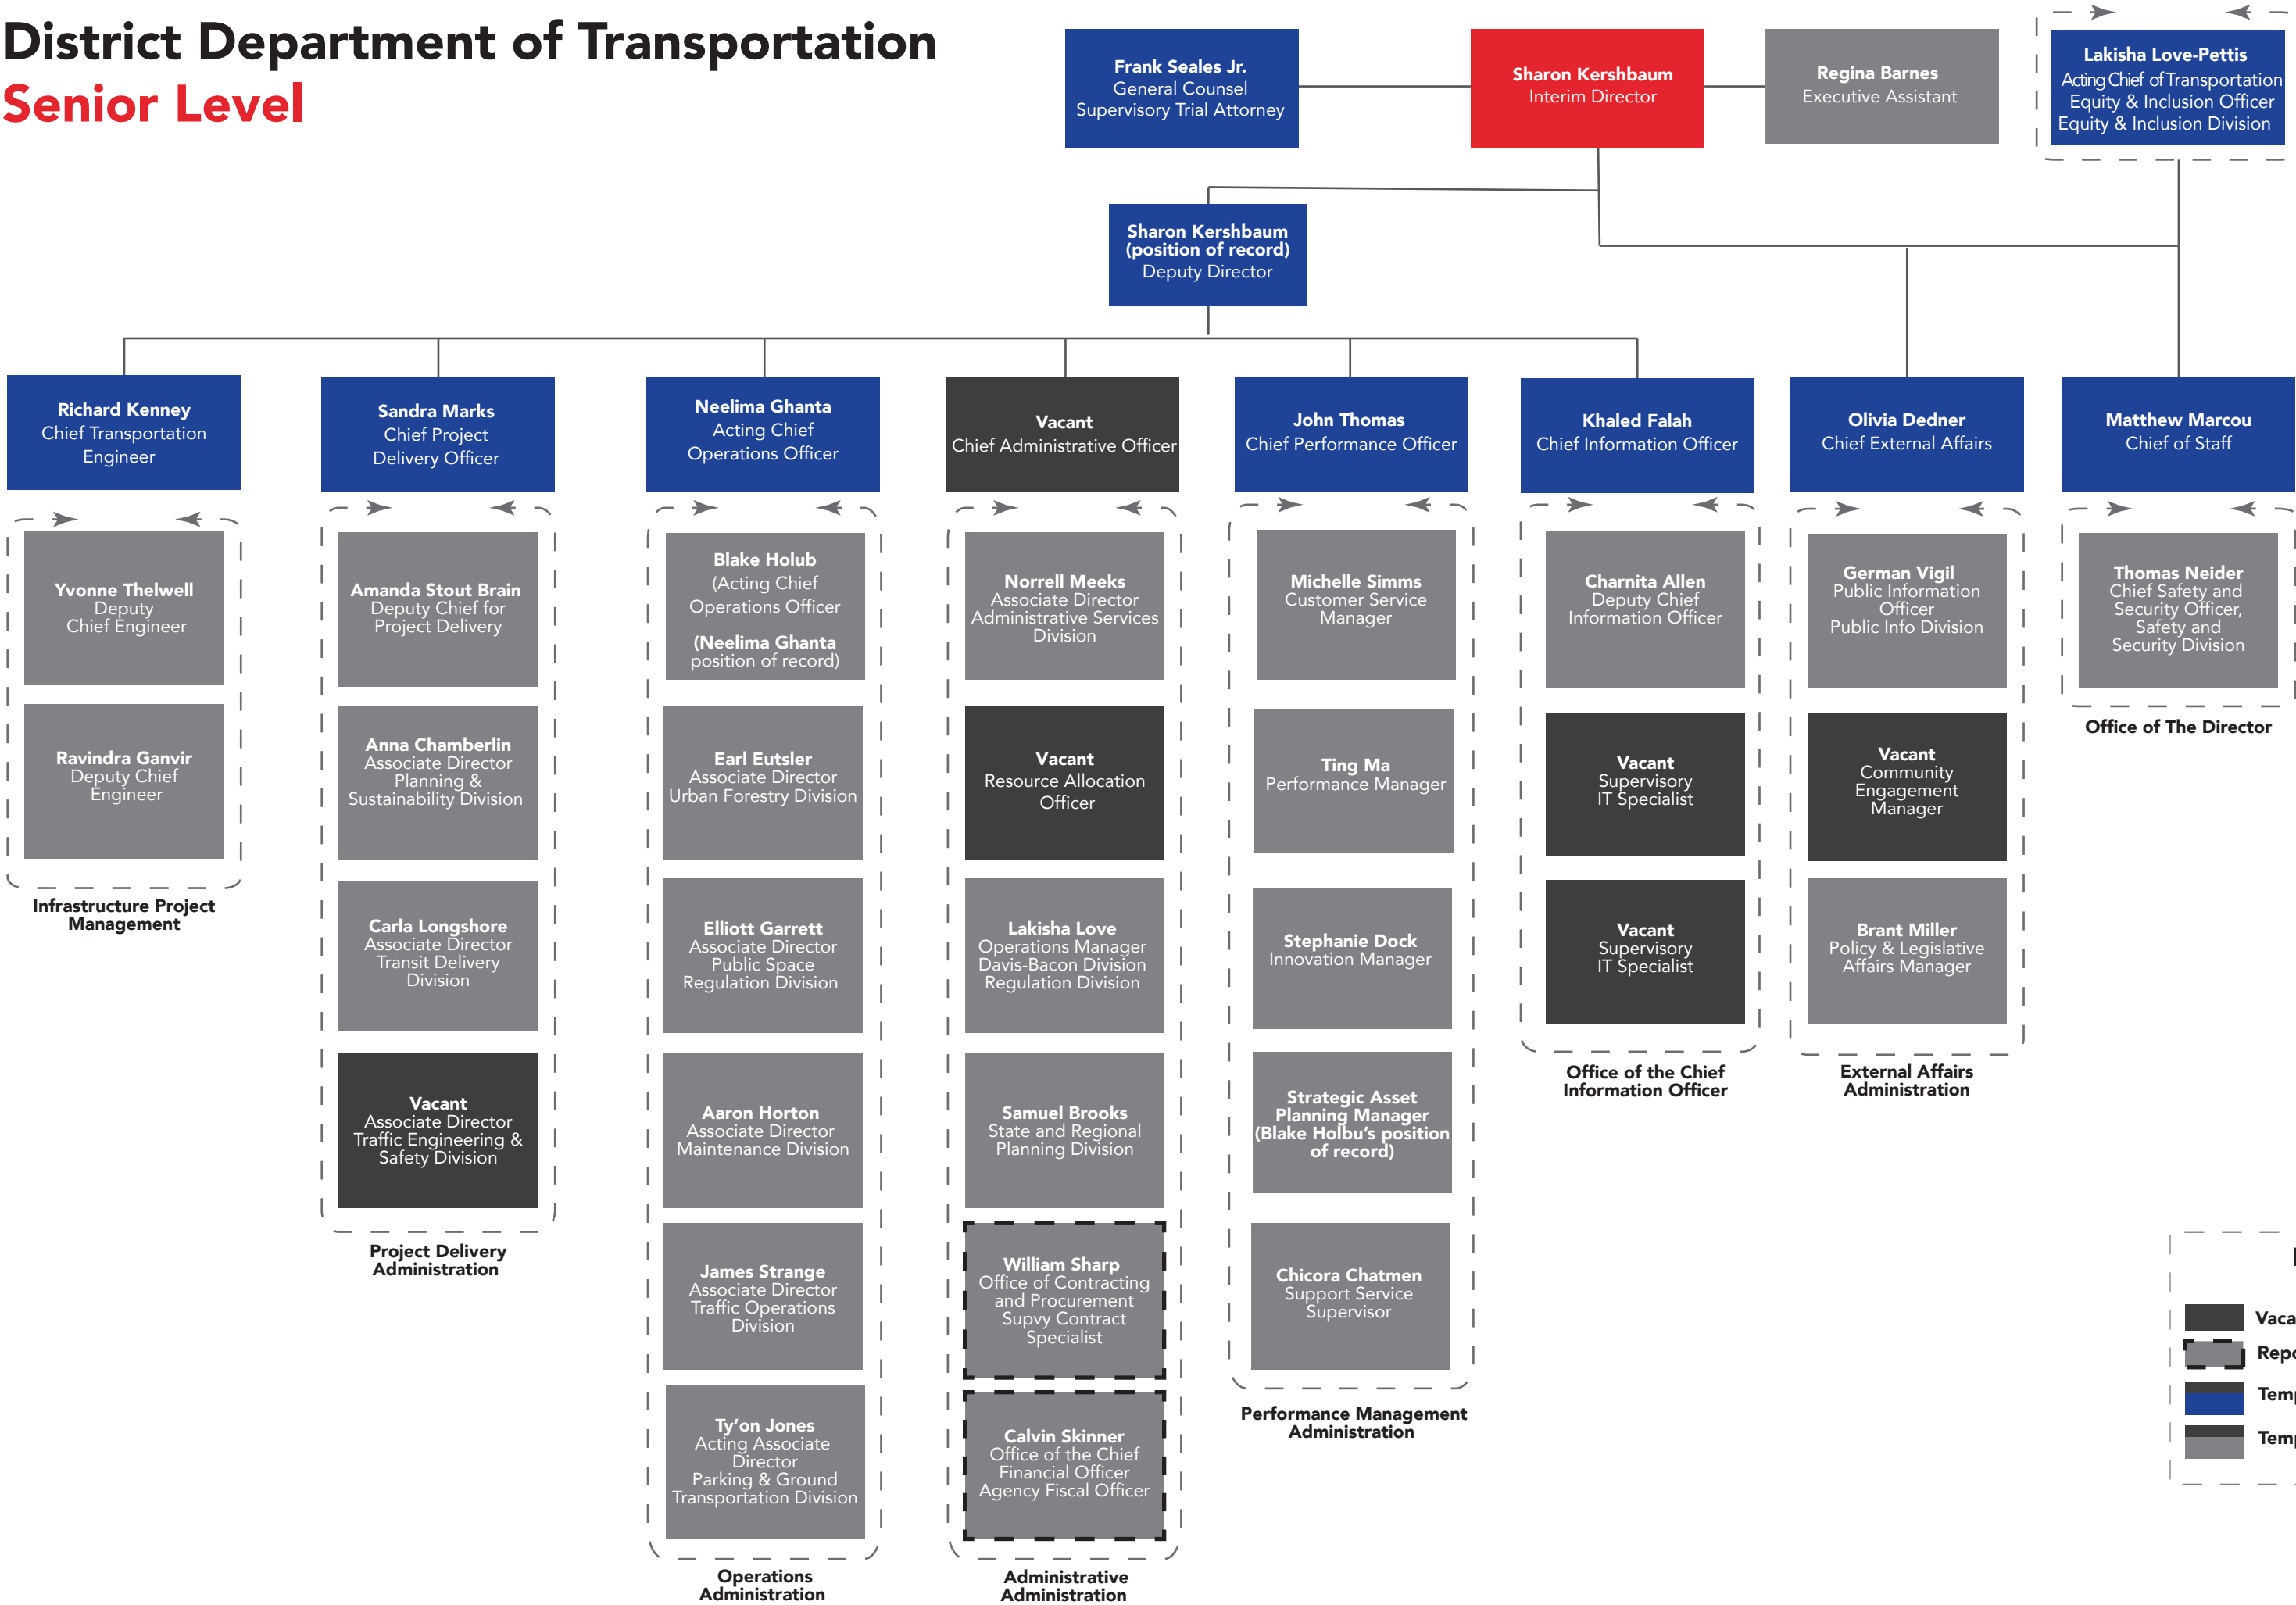 District Department of Transportation
Senior Level
Frank Seales Jr.
General Counsel
Supervisory Trial Attorney
Sharon Kershbaum
Interim Director
Regina Barnes
Executive Assistant
Lakisha Love-Pettis
Acting Chief of Transportation
Equity & Inclusion Officer
Equity & Inclusion Division
Sharon Kershbaum
(position of record)
Deputy Director
Richard Kenney
Chief Transportation
Engineer
Sandra Marks
Chief Project
Delivery Officer
Neelima Ghanta
Acting Chief
Operations Officer
Vacant
Chief Administrative Officer
John Thomas
Chief Performance Officer
Khaled Falah
Chief Information Officer
Olivia Dedner
Chief External Affairs
Matthew Marcou
Chief of Staff
Yvonne Thelwell
Deputy
Chief Engineer
Ravindra Ganvir
Deputy Chief
Engineer
Infrastructure Project
Management
Amanda Stout Brain
Deputy Chief for
Project Delivery
Anna Chamberlin
Associate Director
Planning &
Sustainability Division
Carla Longshore
Associate Director
Transit Delivery
Division
Vacant
Associate Director
Traffic Engineering &
Safety Division
Project Delivery
Administration
Blake Holub
(Acting Chief
Operations Officer
(Neelima Ghanta
position of record)
Earl Eutsler
Associate Director
Urban Forestry Division
Elliott Garrett
Associate Director
Public Space
Regulation Division
Aaron Horton
Associate Director
Maintenance Division
James Strange
Associate Director
Traffic Operations
Division
Ty’on Jones
Acting Associate
Director
Parking & Ground
Transportation Division
Operations
Administration
Norrell Meeks
Associate Director
Administrative Services
Division
Vacant
Resource Allocation
Officer
Lakisha Love
Operations Manager
Davis-Bacon Division
Regulation Division
Samuel Brooks
State and Regional
Planning Division
William Sharp
Office of Contracting
and Procurement
Supvy Contract
Specialist
Calvin Skinner
Office of the Chief
Financial Officer
Agency Fiscal Officer
Administrative
Administration
Michelle Simms
Customer Service
Manager
Ting Ma
Performance Manager
Stephanie Dock
Innovation Manager
Strategic Asset
Planning Manager
(Blake Holbu’s position
of record)
Chicora Chatmen
Support Service
Supervisor
Performance Management
Administration
Charnita Allen
Deputy Chief
Information Officer
Vacant
Supervisory
IT Specialist
Vacant
Supervisory
IT Specialist
Office of the Chief
Information Officer
German Vigil
Public Information
Officer
Public Info Division
Vacant
Community
Engagement
Manager
Brant Miller
Policy & Legislative
Affairs Manager
External Affairs
Administration
Thomas Neider
Chief Safety and
Security Officer,
Safety and
Security Division
Office of The Director
Vaca
Repo
Temp
Temp